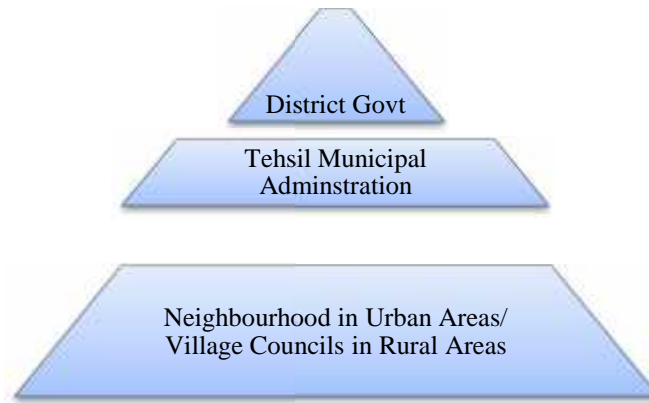 District Govt
Tehsil Municipal
Adminstration
Neighbourhood in Urban Areas/
Village Councils in Rural Areas